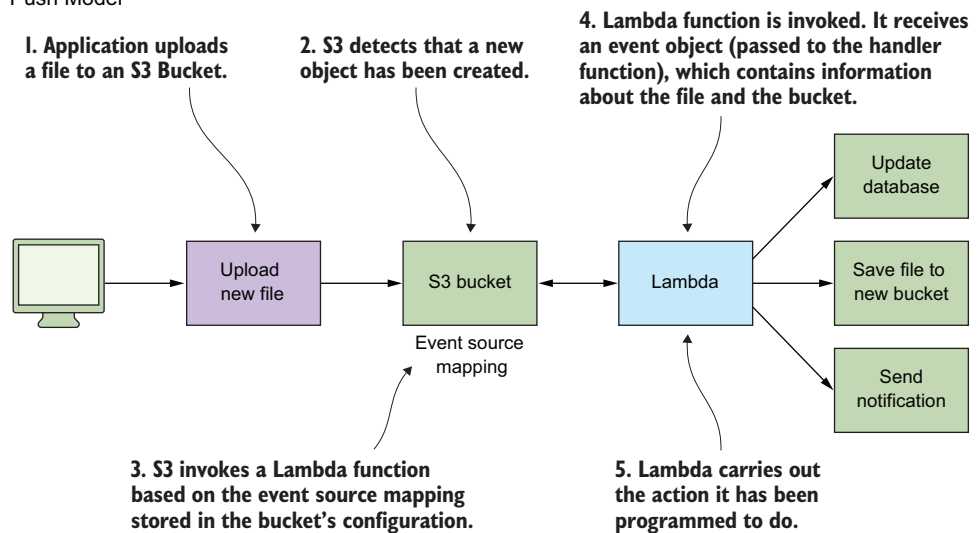 Push Model
1. Application uploads
a file to an S3 Bucket.
2. S3 detects that a new
object has been created.
4. Lambda function is invoked. It receives
an event object (passed to the handler
function), which contains information
about the file and the bucket.
Upload
new file
S3 bucket
Event source
mapping
Lambda
Update
database
Save file to
new bucket
Send
notification
3. S3 invokes a Lambda function
based on the event source mapping
stored in the bucket's configuration.
5. Lambda carries out
the action it has been
programmed to do.